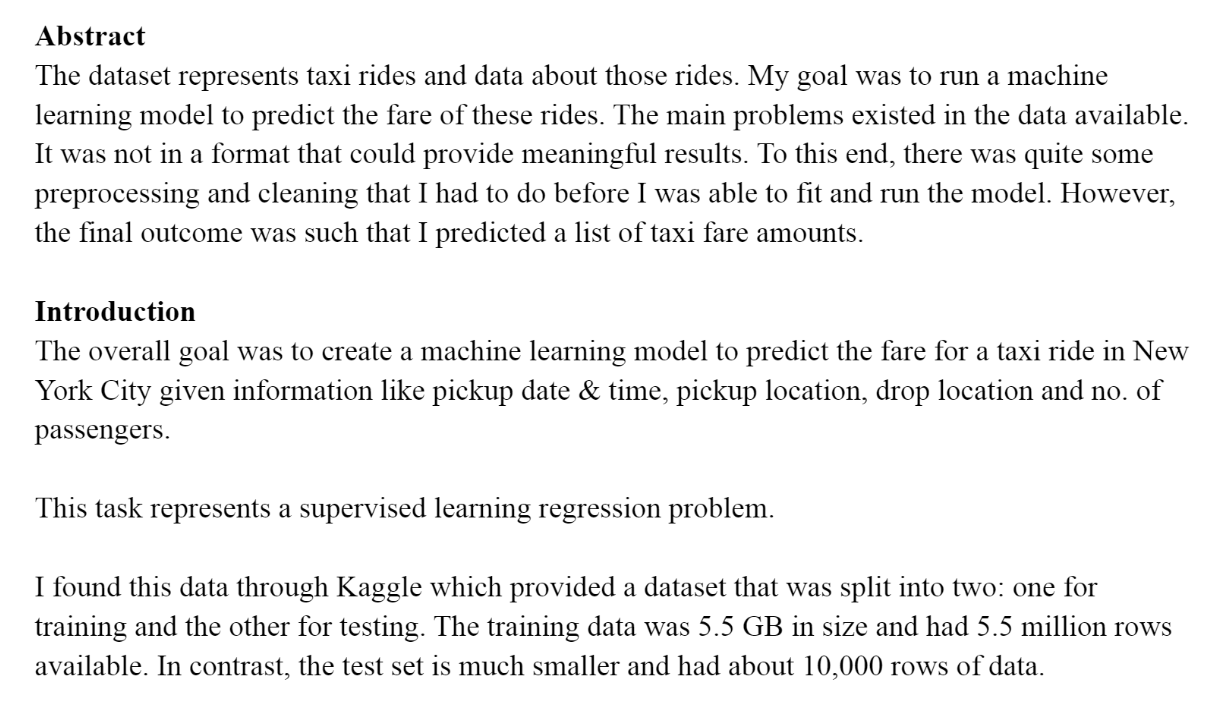 Abstract
The dataset represents taxi rides and data about those rides. My goal was to run a machine
learning model to predict the fare of these rides. The main problems existed in the data available.
It was not in a format that could provide meaningful results. To this end, there was quite some
preprocessing and cleaning that I had to do before I was able to fit and run the model. However,
the final outcome was such that I predicted a list of taxi fare amounts.
Introduction
The overall goal was to create a machine learning model to predict the fare for a taxi ride in New
York City given information like pickup date & time, pickup location, drop location and no. of
passengers.
This task represents a supervised learning regression problem.
I found this data through Kaggle which provided a dataset that was split into two: one for
training and the other for testing. The training data was 5.5 GB in size and had 5.5 million rows
available. In contrast, the test set is much smaller and had about 10,000 rows of data.